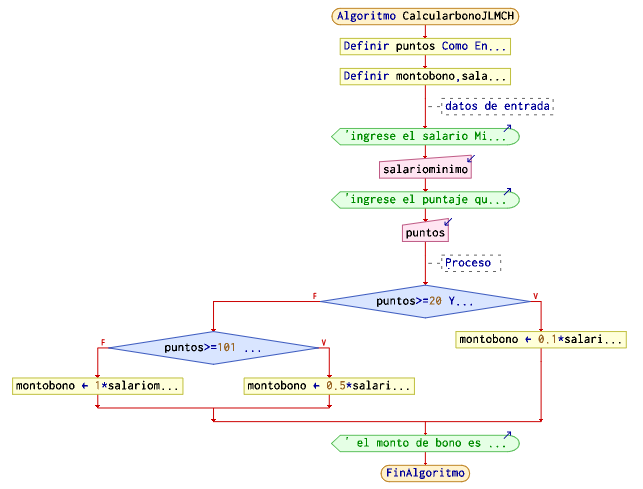 Algoritmo CalcularbonoJLMCH
Definir puntos Como En...
Definir montobono,sala...
datos de entrada
'ingrese el salario Mi...
salariominimo
'ingrese el puntaje qu...
puntos
Proceso
F
puntos>=20 Y...
V
F
puntos>=101 ...
V
montobono ← 0.1*salari...
montobono ← 1*salariom...
montobono ← 0.5*salari...
' el monto de bono es ...
FinAlgoritmo